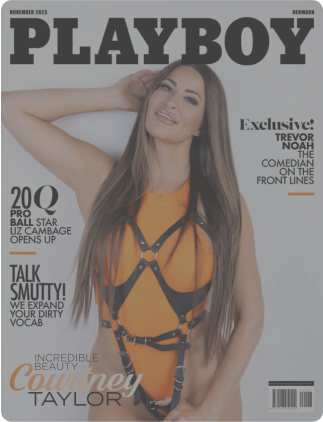 NOVEMBER 2023
DENMARK
PLAYBOY
Exclusive!
TREVOR
NOAH
THE
COMEDIAN
ON THE
FRONT LINES
20Q
PRO
BALL STAR
LIZ CAMBAGE
OPENS UP
TALK
SMUTTY!
WE EXPAND
YOUR DIRTY
VOCAB
INCREDIBLE
BEAUTY
Courtney
TAYLOR